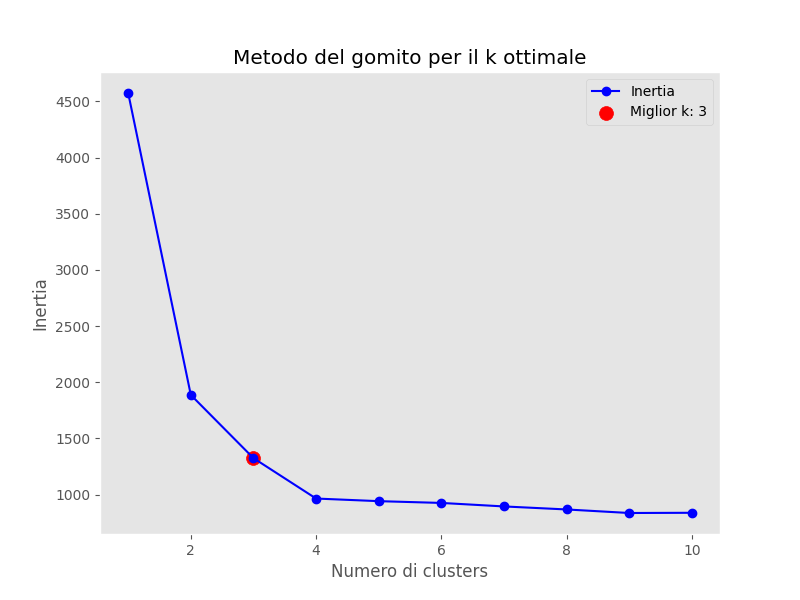 Metodo del gomito per il k ottimale
Inertia
Miglior k: 3
4500
4000
3500
3000
2500
2000
1500
1000
Inertia
2
4
6
8
10
Numero di clusters